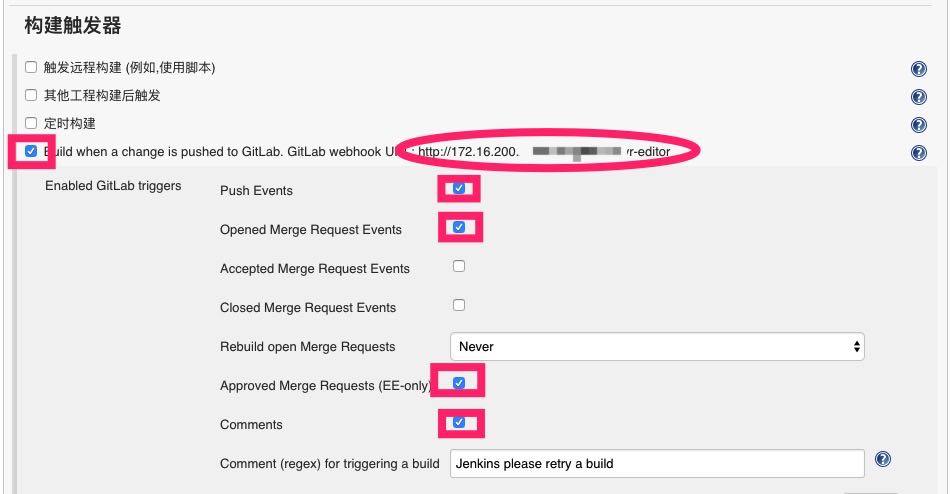 构建触发器
触发远程构建 (例如,使用脚本)
其他工程构建后触发
定时构建
Build when a change is pushed to GitLab. GitLab webhook URL: http://172.16.200. r-editor
Enabled GitLab triggers
Push Events
Opened Merge Request Events
Accepted Merge Request Events
Closed Merge Request Events
Rebuild open Merge Requests Never
Approved Merge Requests (EE-only)
Comments
Comment (regex) for triggering a build Jenkins please retry a build